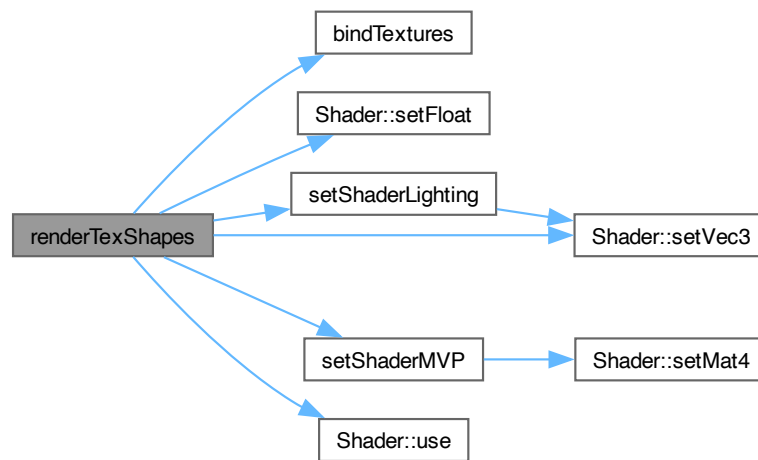 bindTextures
Shader::setFloat
setShaderLighting
renderTexShapes
Shader::setVec3
setShaderMVP
Shader::setMat4
Shader::use